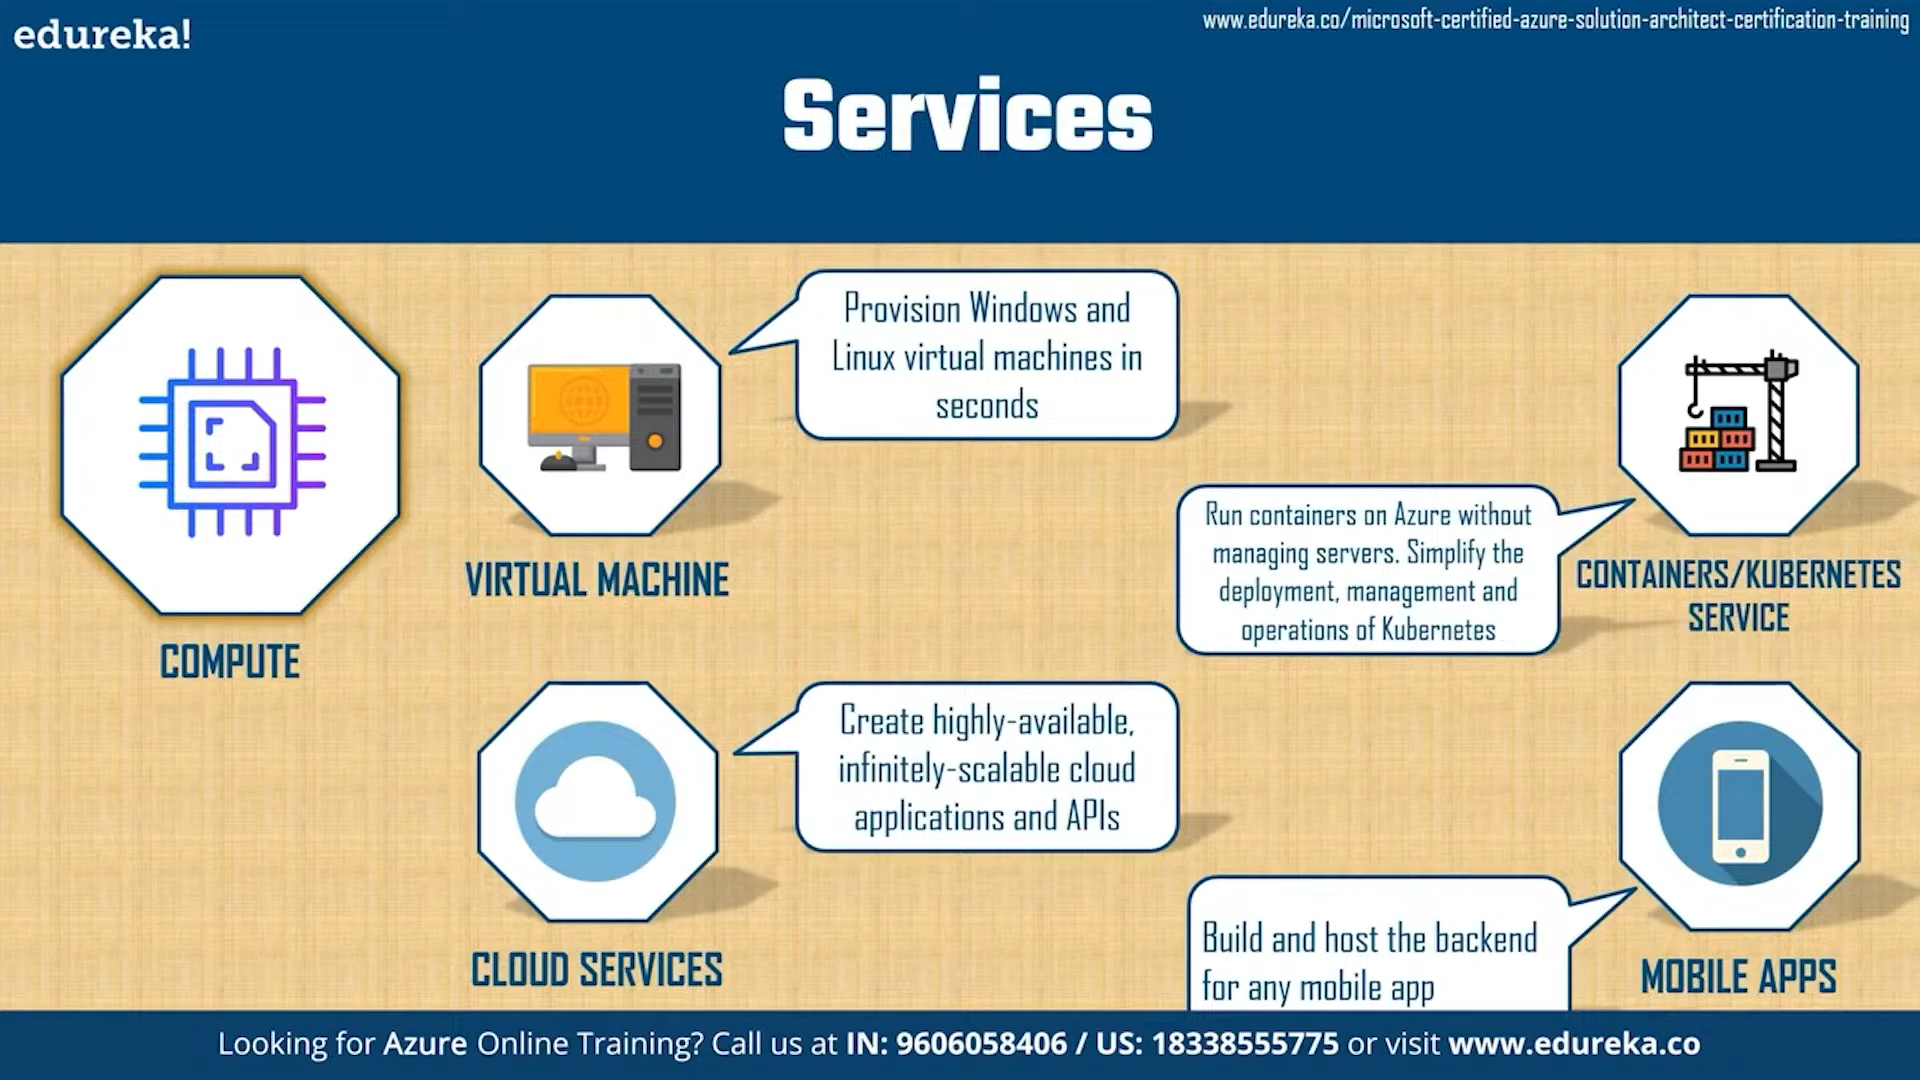 edureka!
www.edureka.co/microsoft-certified-azure-solution-architect-certification-training
Services
Provision Windows and
Linux virtual machines in
seconds
VIRTUAL MACHINE
COMPUTE
Run containers on Azure without
managing servers. Simplify the
deployment, management and
operations of Kubernetes
CONTAINERS/KUBERNETES
SERVICE
Create highly-available,
infinitely-scalable cloud
applications and APIs
CLOUD SERVICES
Build and host the backend
for any mobile app
MOBILE APPS
Looking for Azure Online Training? Call us at IN: 9606058406 / US: 18338555775 or visit www.edureka.co